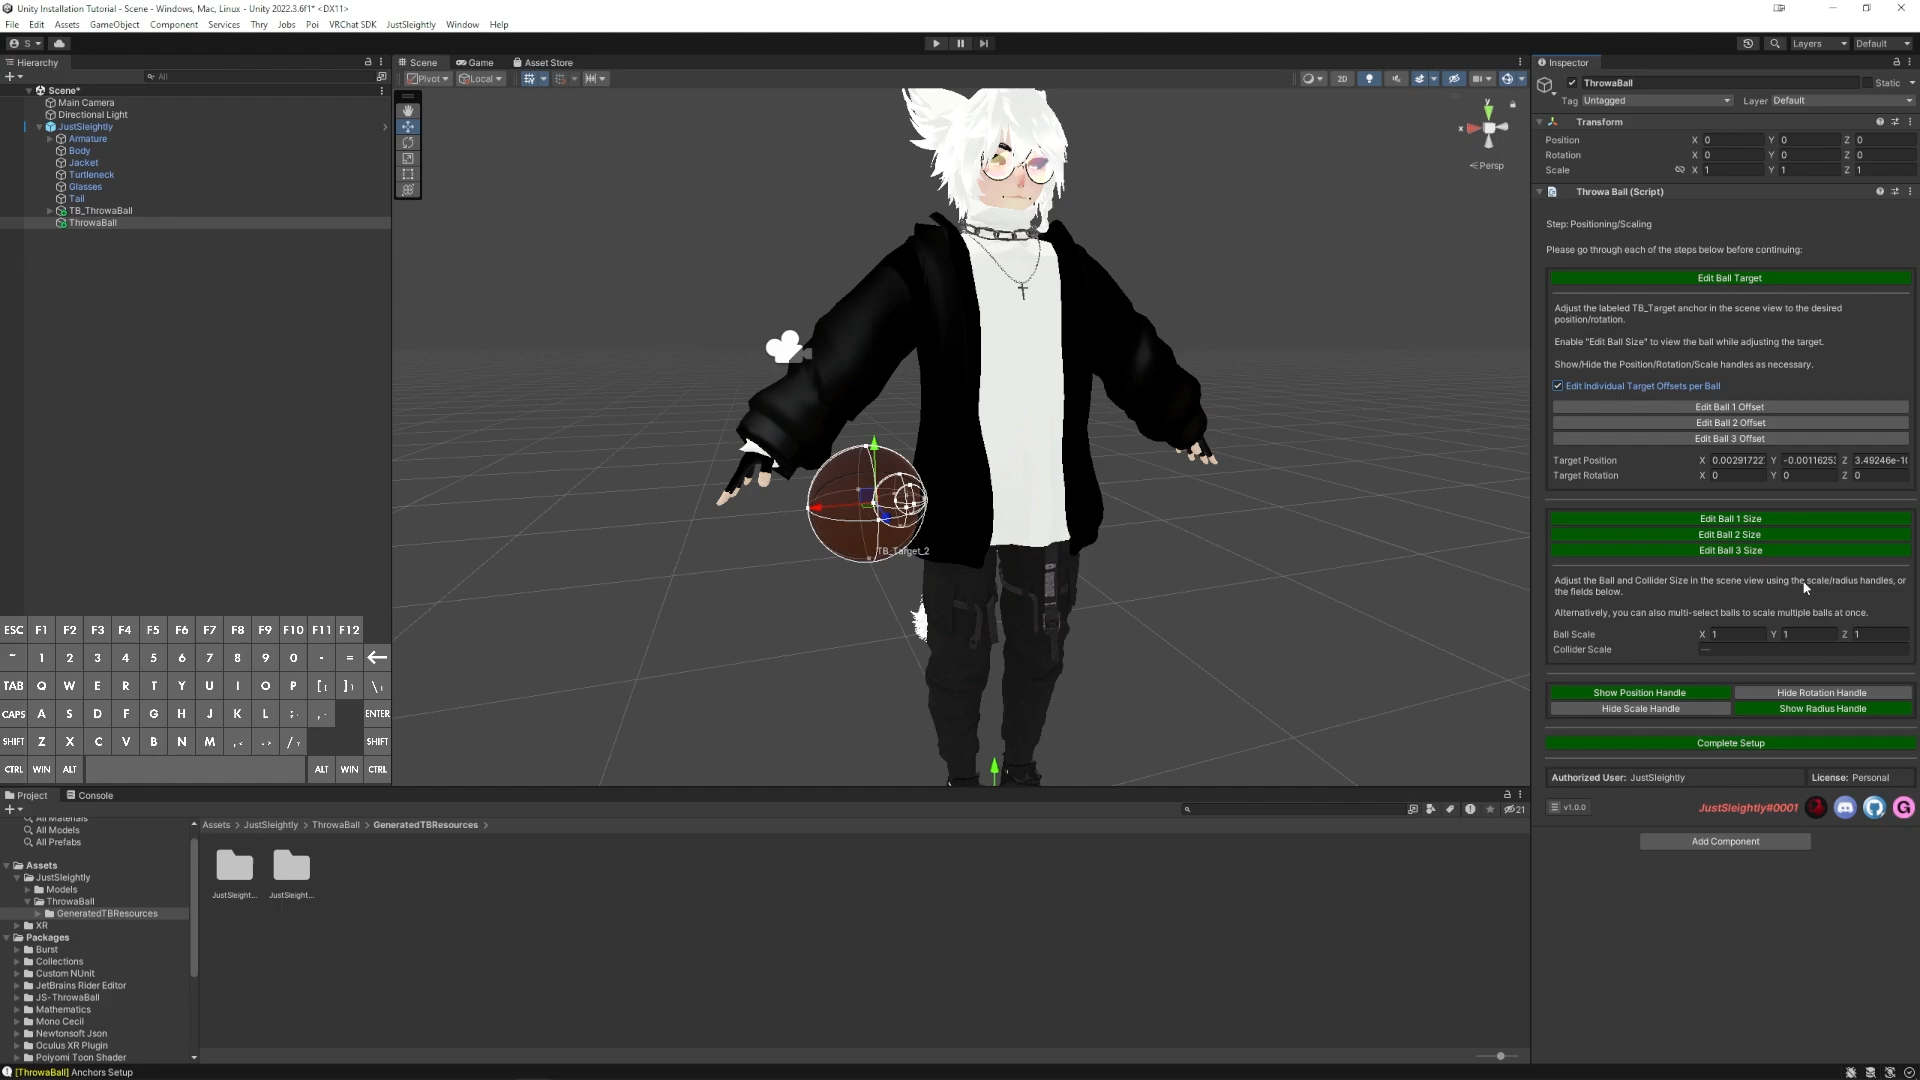 Unity Installation Tutorial - Scene - Windows, Mac, Linux - Unity 2022.3.6f1* <DX11>
File Edit Assets GameObject Component Services Thry Jobs Poi VRChat SDK JustSleightly Window Help
S
Layers
Default
Hierarchy
All
Scene*
Main Camera
Directional Light
JustSleightly
Armature
Body
Jacket
Turtleneck
Glasses
Tail
TB_ThrowaBall
ThrowaBall
Scene Game Asset Store
Pivot Local
2D
y
x
Persp
TB_Target_2
Inspector
ThrowaBall
Static
Tag Untagged
Layer Default
Transform
Position X 0 Y 0 Z 0
Rotation X 0 Y 0 Z 0
Scale X 1 Y 1 Z 1
Throwa Ball (Script)
Step: Positioning/Scaling
Please go through each of the steps below before continuing:
Edit Ball Target
Adjust the labeled TB_Target anchor in the scene view to the desired
position/rotation.
Enable "Edit Ball Size" to view the ball while adjusting the target.
Show/Hide the Position/Rotation/Scale handles as necessary.
Edit Individual Target Offsets per Ball
Edit Ball 1 Offset
Edit Ball 2 Offset
Edit Ball 3 Offset
Target Position X 0.00291722 Y -0.0011625 Z 3.49246e-1
Target Rotation X 0 Y 0 Z 0
Edit Ball 1 Size
Edit Ball 2 Size
Edit Ball 3 Size
Adjust the Ball and Collider Size in the scene view using the scale/radius handles, or
the fields below.
Alternatively, you can also multi-select balls to scale multiple balls at once.
Ball Scale X 1 Y 1 Z 1
Collider Scale —
Show Position Handle Hide Rotation Handle
Hide Scale Handle Show Radius Handle
Complete Setup
Authorized User: JustSleightly License: Personal
v1.0.0
JustSleightly#0001
Add Component
ESC F1 F2 F3 F4 F5 F6 F7 F8 F9 F10 F11 F12
~ 1 2 3 4 5 6 7 8 9 0 - =
TAB Q W E R T Y U I O P [ ] \
CAPS A S D F G H J K L ; ENTER
SHIFT Z X C V B N M / SHIFT
CTRL WIN ALT ALT WIN CTRL
Project Console
21
All Materials
All Models
All Prefabs
Assets
JustSleightly
Models
ThrowaBall
GeneratedTBResources
XR
Packages
Burst
Collections
Custom NUnit
JetBrains Rider Editor
JS-ThrowaBall
Mathematics
Mono Cecil
Newtonsoft Json
Oculus XR Plugin
Poiyomi Toon Shader
Assets > JustSleightly > ThrowaBall > GeneratedTBResources >
JustSleight... JustSleight...
[ThrowaBall] Anchors Setup